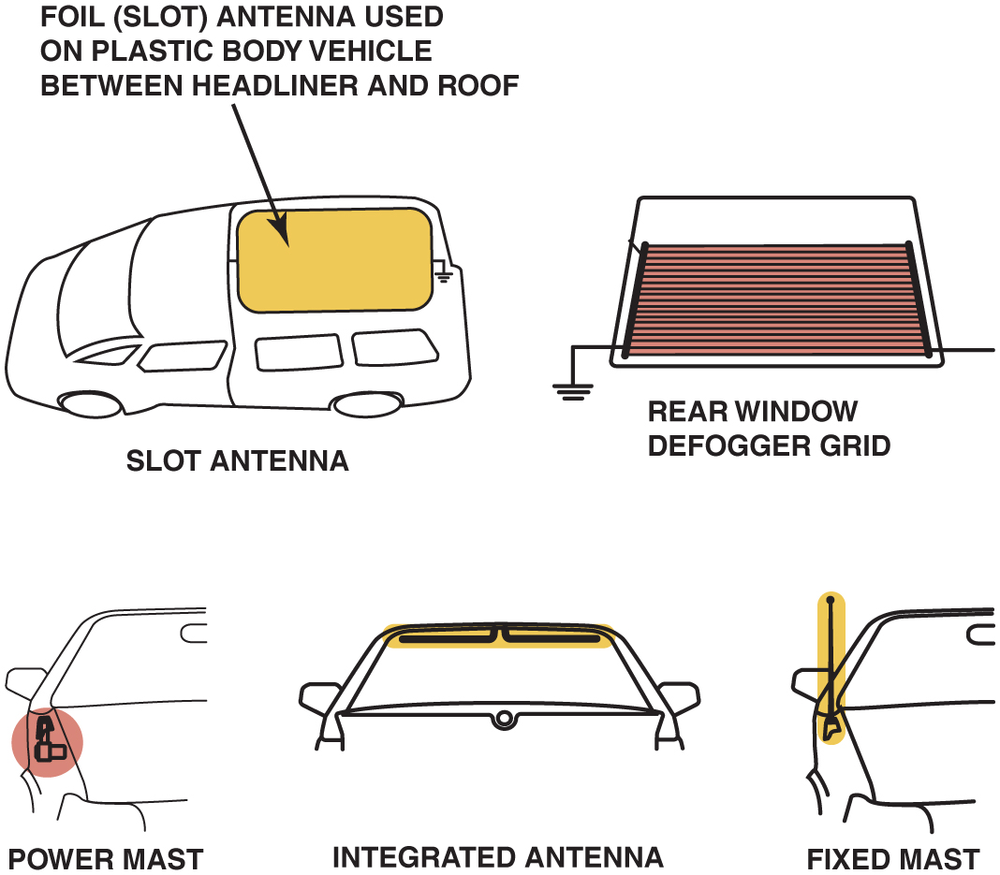 FOIL (SLOT) ANTENNA USED
ON PLASTIC BODY VEHICLE
BETWEEN HEADLINER AND ROOF
SLOT ANTENNA
REAR WINDOW
DEFOGGER GRID
POWER MAST
INTEGRATED ANTENNA
FIXED MAST